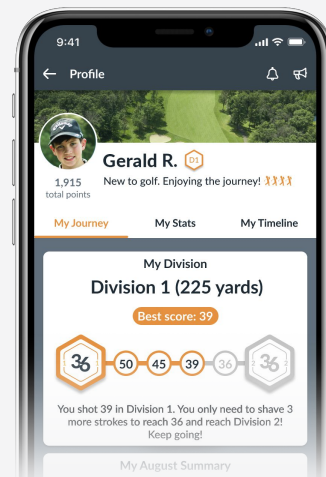 9:41
Profile
Gerald R. D1
1,915
total points
New to golf. Enjoying the journey!
My Journey My Stats My Timeline
My Division
Division 1 (225 yards)
Best score: 39
36 50 45 39 36 36
You shot 39 in Division 1. You only need to shave 3
more strokes to reach 36 and reach Division 2!
Keep going!
My August Summary